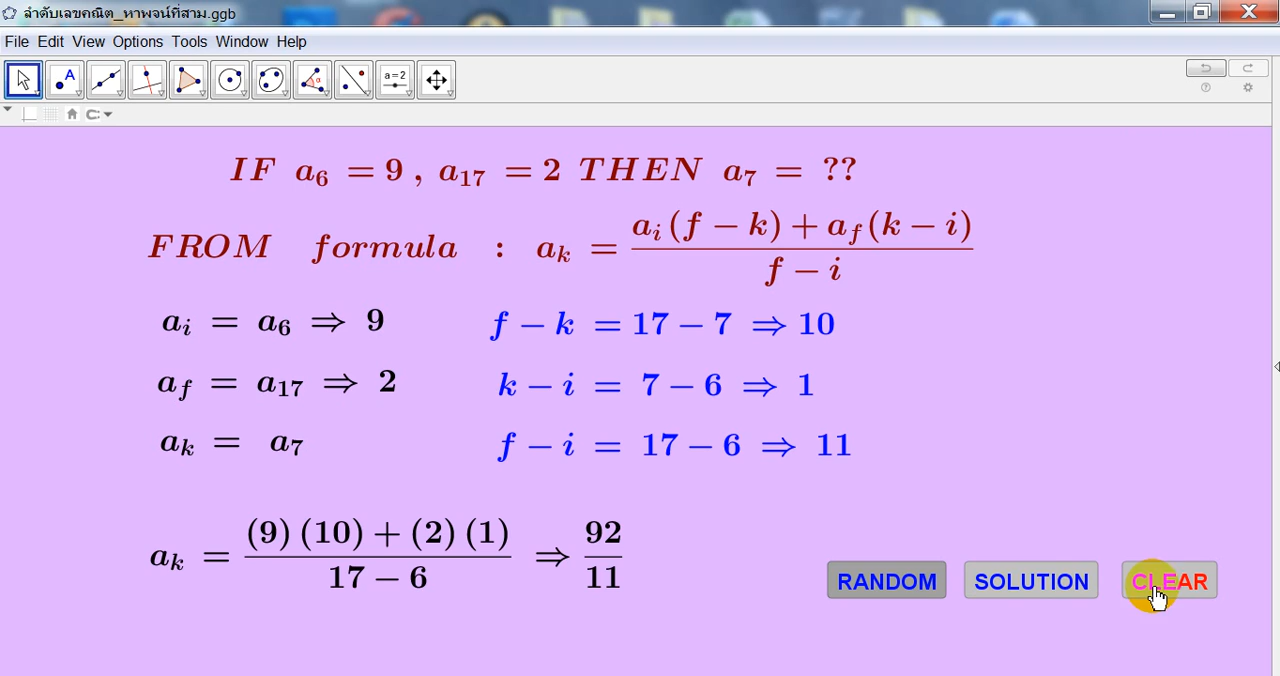 ลำดับเลขคณิต_หาพจน์ที่สาม.ggb
File Edit View Options Tools Window Help
A
α
a=2
IF a₆ = 9 , a₁₇ = 2 THEN a₇ = ??
FROM formula : aₖ = (aᵢ (f − k) + a_f (k − i)) / (f − i)
aᵢ = a₆ ⇒ 9 f − k = 17 − 7 ⇒ 10
a_f = a₁₇ ⇒ 2 k − i = 7 − 6 ⇒ 1
aₖ = a₇ f − i = 17 − 6 ⇒ 11
aₖ = ((9) (10) + (2) (1)) / (17 − 6) ⇒ 92/11
RANDOM SOLUTION CLEAR